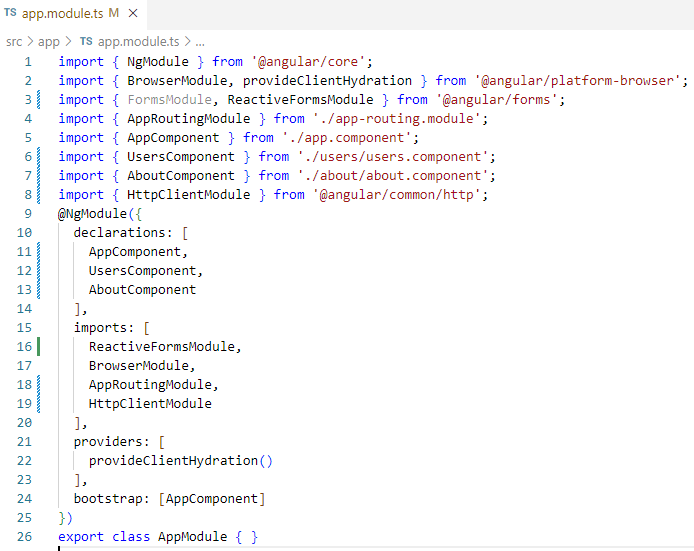 TS app.module.ts M ×
src > app > TS app.module.ts > ...
1 import { NgModule } from '@angular/core';
2 import { BrowserModule, provideClientHydration } from '@angular/platform-browser';
3 import { FormsModule, ReactiveFormsModule } from '@angular/forms';
4 import { AppRoutingModule } from './app-routing.module';
5 import { AppComponent } from './app.component';
6 import { UsersComponent } from './users/users.component';
7 import { AboutComponent } from './about/about.component';
8 import { HttpClientModule } from '@angular/common/http';
9 @NgModule({
10   declarations: [
11     AppComponent,
12     UsersComponent,
13     AboutComponent
14   ],
15   imports: [
16     ReactiveFormsModule,
17     BrowserModule,
18     AppRoutingModule,
19     HttpClientModule
20   ],
21   providers: [
22     provideClientHydration()
23   ],
24   bootstrap: [AppComponent]
25 })
26 export class AppModule { }